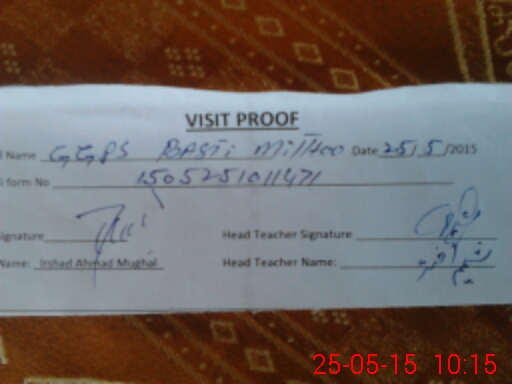 VISIT PROOF
Name GGPS BASTi Mithoo Date 25/5/2015
form No 1505251011471
Signature Head Teacher Signature
Name: Irshad Ahmad Mughal Head Teacher Name:
25-05-15 10:15